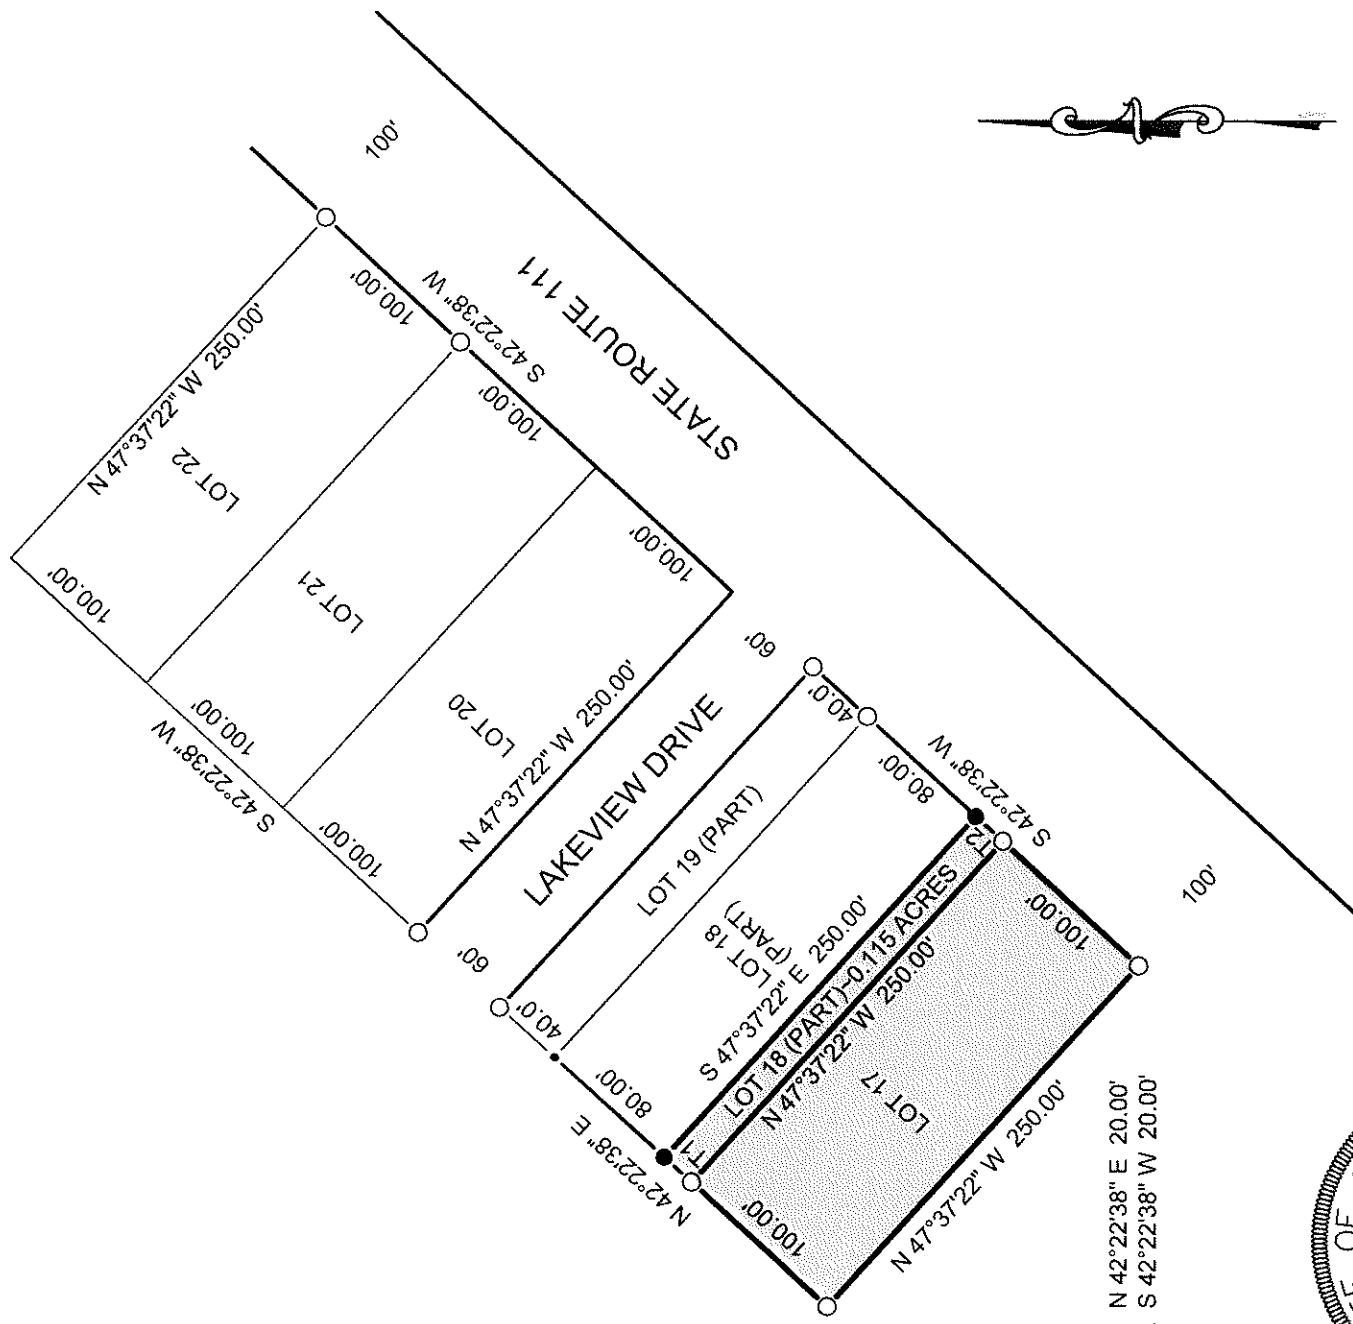 100'
100.00'
S 42°22'38" W
STATE ROUTE 111
N 47°37'22" W 250.00'
LOT 22
100.00'
100.00'
LOT 21
100.00'
100.00'
S 42°22'38" W
LOT 20
100.00'
N 47°37'22" W 250.00'
60'
LAKEVIEW DRIVE
60'
40.0'
LOT 19 (PART)
40.0'
80.00'
S 42°22'38" W
LOT 18
(PART)
80.00'
N 42°22'38" E
S 47°37'22" E 250.00'
T2
T1
LOT 18 (PART)~0.115 ACRES
N 47°37'22" W 250.00'
100.00'
LOT 17
100.00'
100'
N 47°37'22" W 250.00'
N 42°22'38" E 20.00'
S 42°22'38" W 20.00'
OF